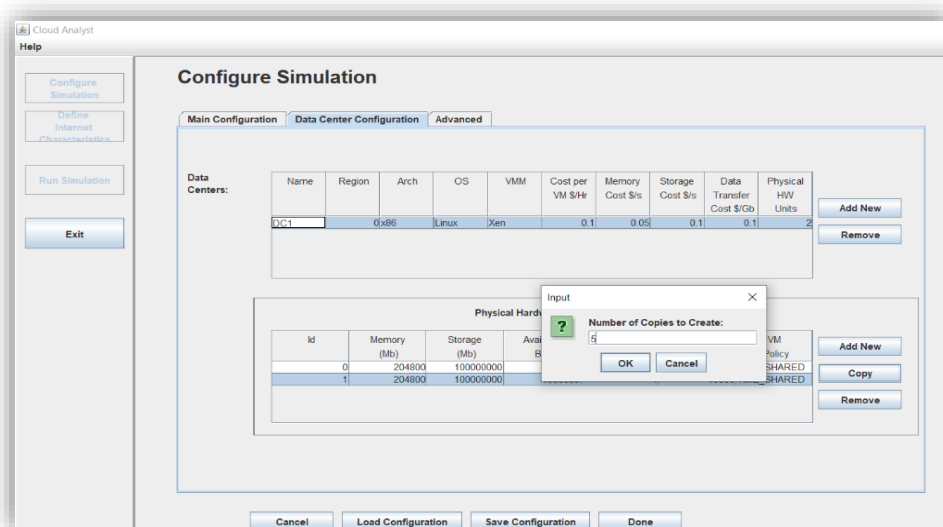 Cloud Analyst
Help
Configure
Simulation
Define
Internet
Characteristics
Run Simulation
Exit
Configure Simulation
Main Configuration Data Center Configuration Advanced
Data
Centers:
Name Region Arch OS VMM Cost per Memory Storage Data Physical
VM $/Hr Cost $/s Cost $/s Transfer HW
Cost $/Gb Units
DC1 0 x86 Linux Xen 0.1 0.05 0.1 0.1 2
Add New
Remove
Input
Number of Copies to Create:
5
OK Cancel
Physical Hardw
Id Memory Storage Avai VM
(Mb) (Mb) B Policy
0 204800 100000000 SHARED
1 204800 100000000 SHARED
Add New
Copy
Remove
Cancel Load Configuration Save Configuration Done